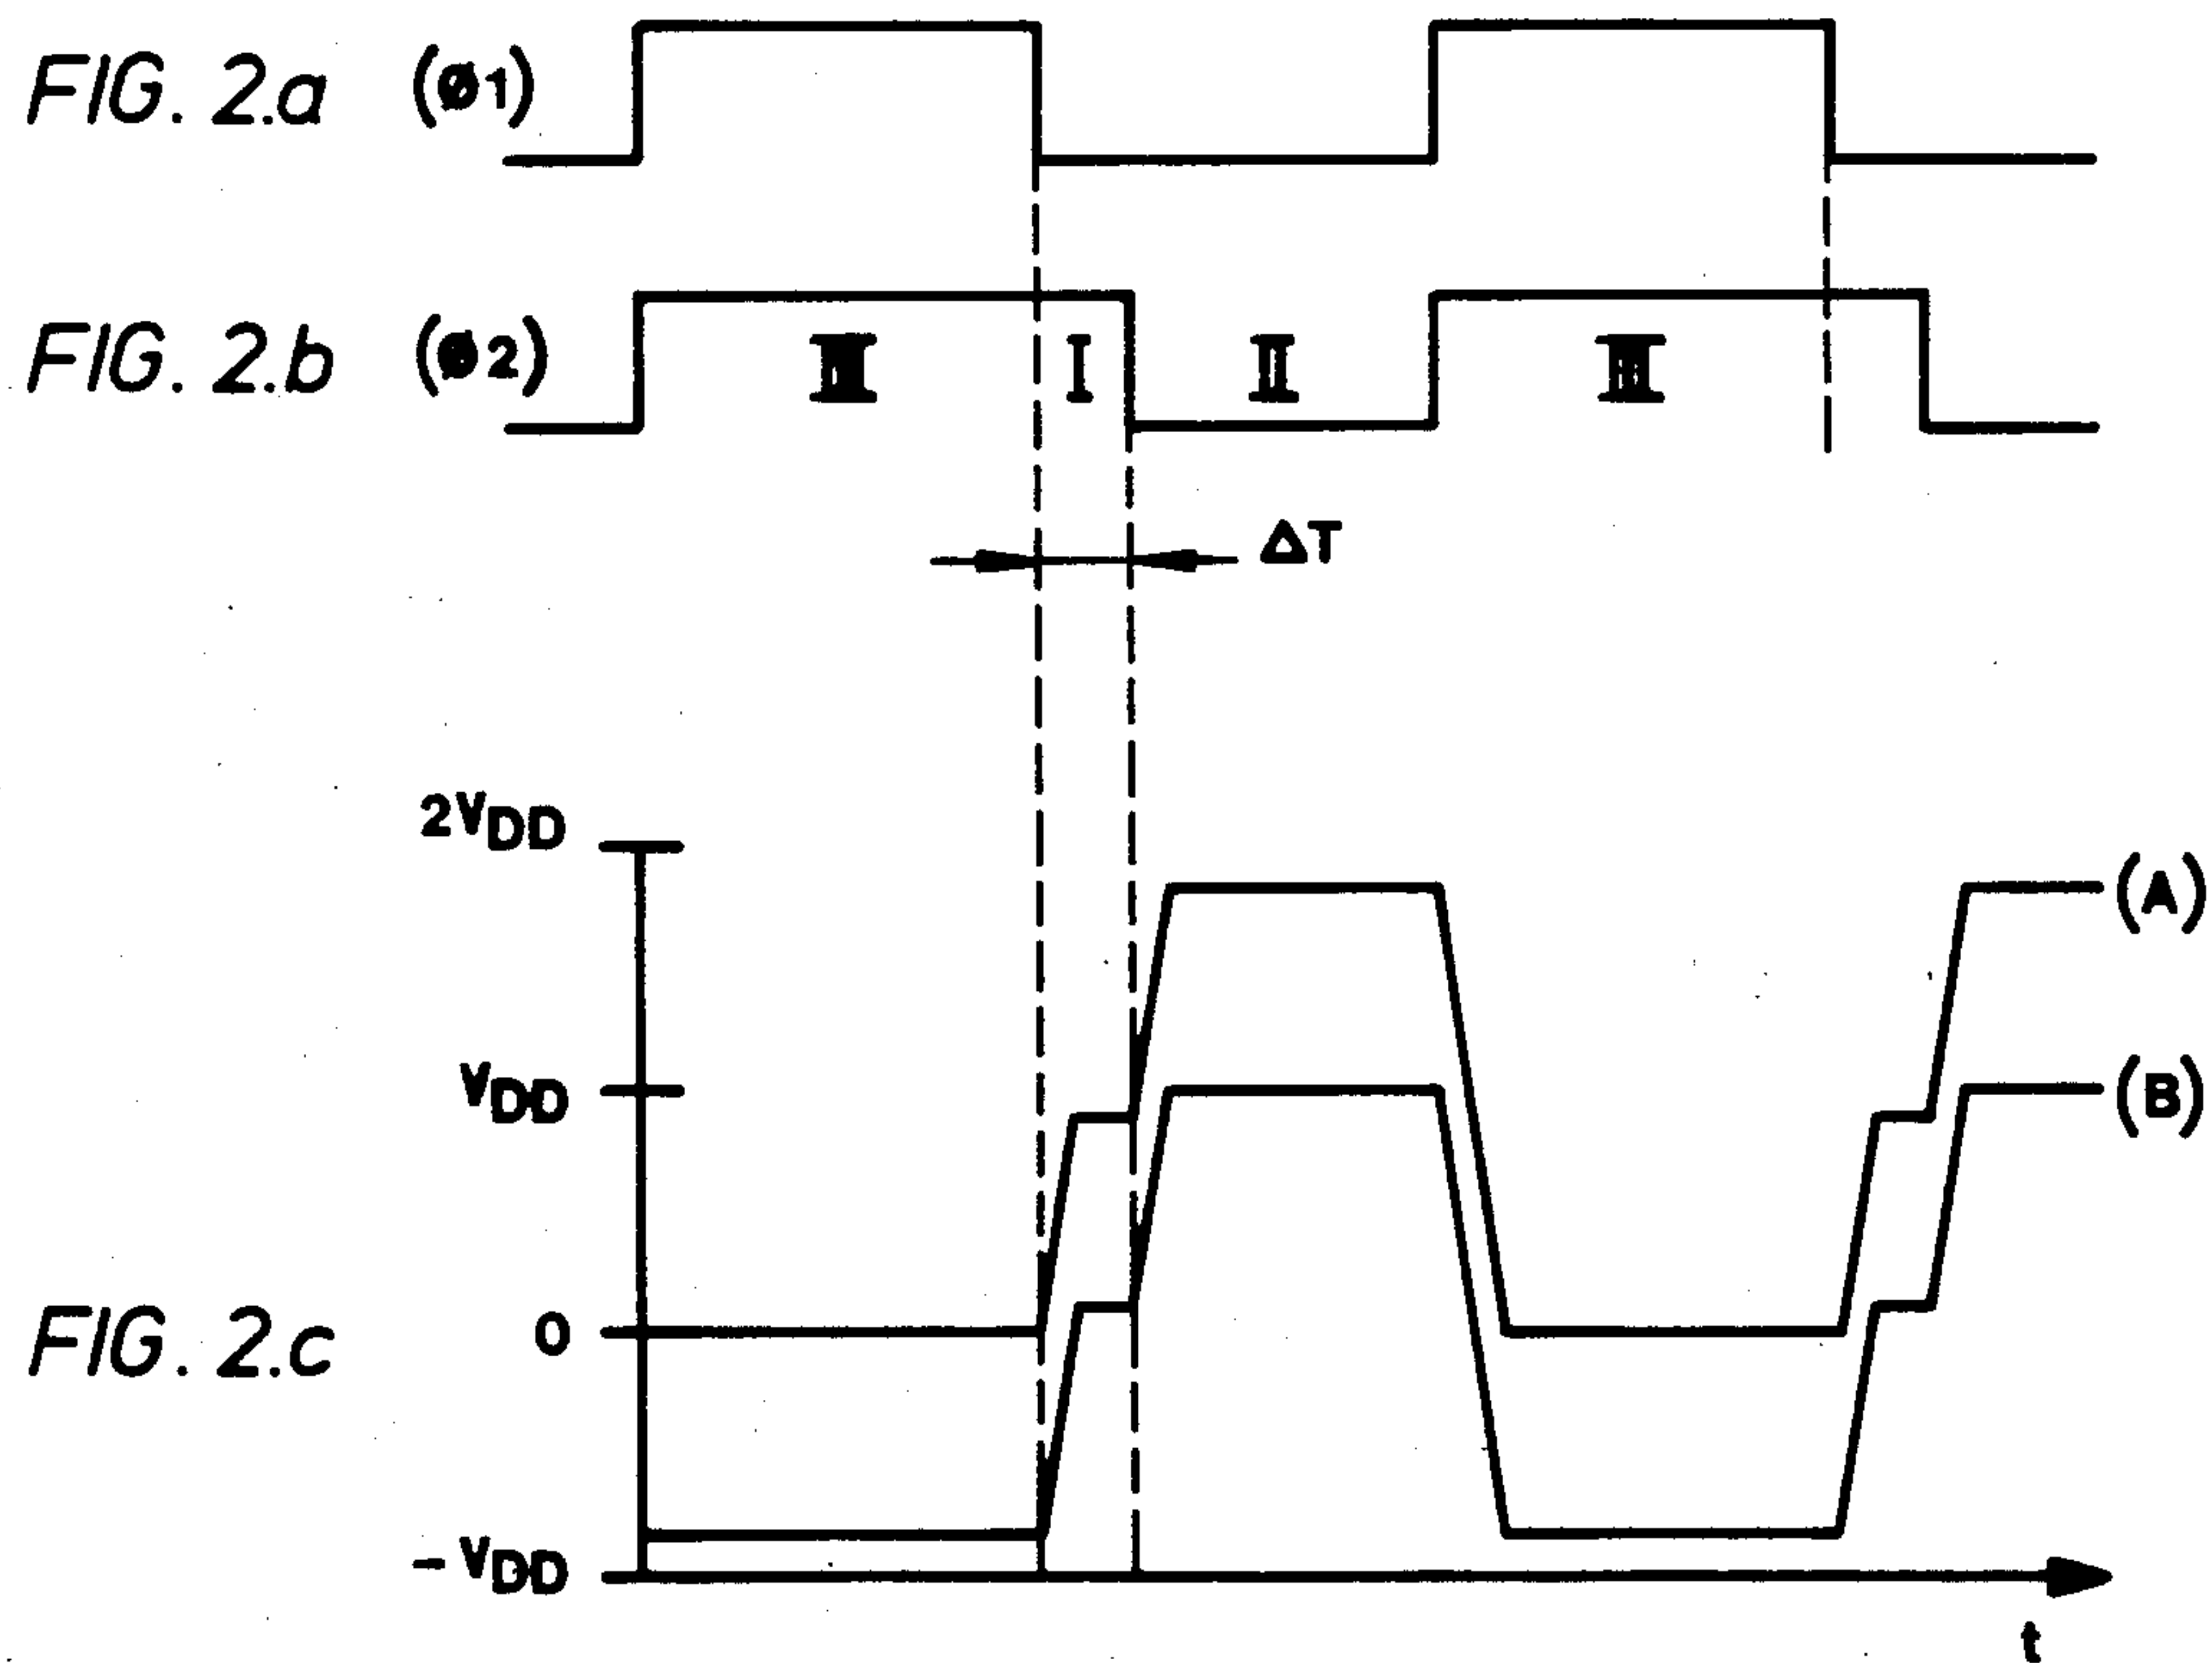 FIG. 2.a (ø1)
FIG. 2.b (ø2)
III I II III
ΔT
2VDD
(A)
VDD
(B)
0
FIG. 2.c
-VDD
t